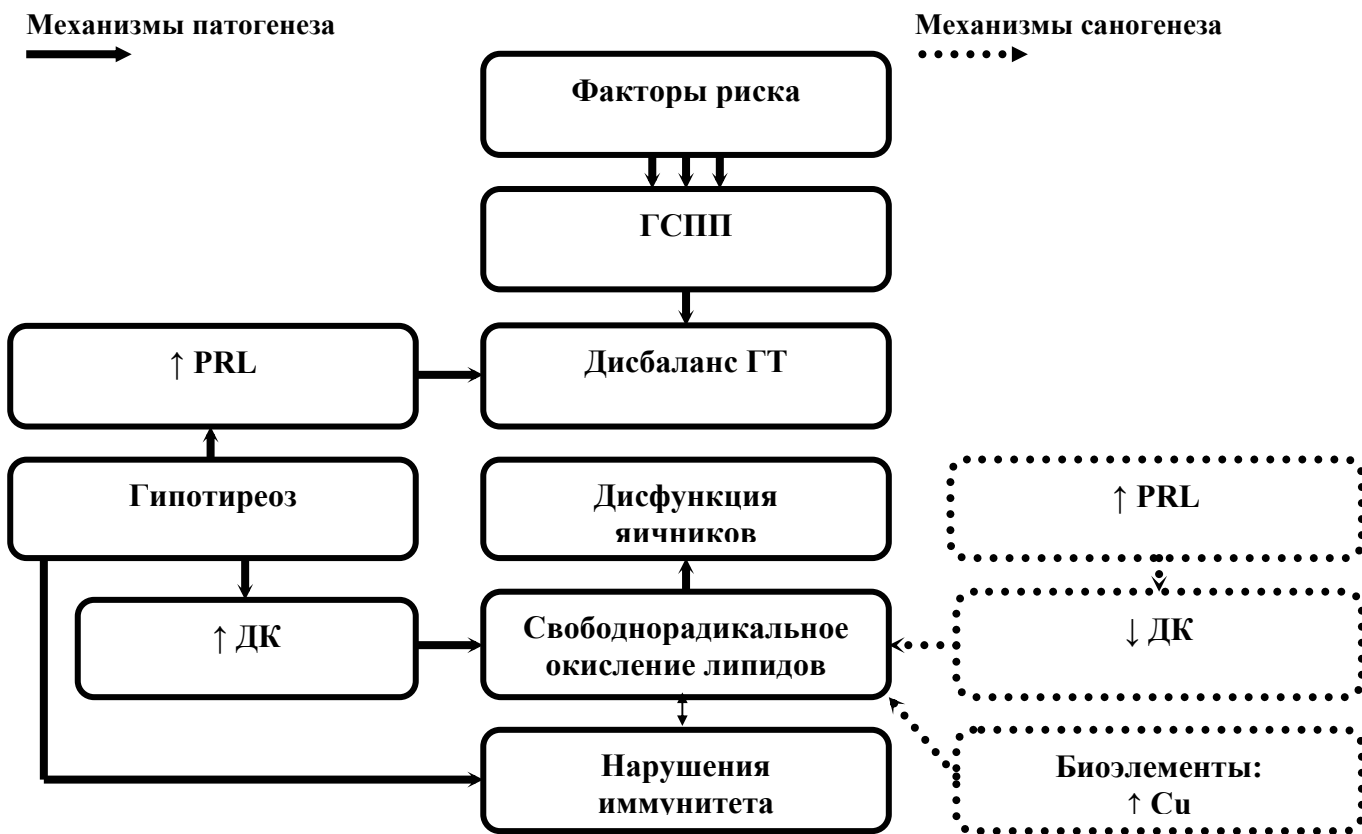 Механизмы патогенеза
Механизмы саногенеза
Факторы риска
ГСПП
↑ PRL
Дисбаланс ГТ
Гипотиреоз
Дисфункция
яичников
↑ PRL
↑ ДК
Свободнорадикальное
окисление липидов
↓ ДК
Нарушения
иммунитета
Биоэлементы:
↑ Cu